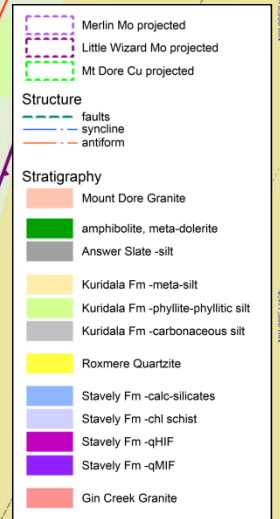 Merlin Mo projected
Little Wizard Mo projected
Mt Dore Cu projected
Structure
faults
syncline
antiform
Stratigraphy
Mount Dore Granite
amphibolite, meta-dolerite
Answer Slate -silt
Kuridala Fm -meta-silt
Kuridala Fm -phyllite-phyllitic silt
Kuridala Fm -carbonaceous silt
Roxmere Quartzite
Stavely Fm -calc-silicates
Stavely Fm -chl schist
Stavely Fm -qHIF
Stavely Fm -qMIF
Gin Creek Granite